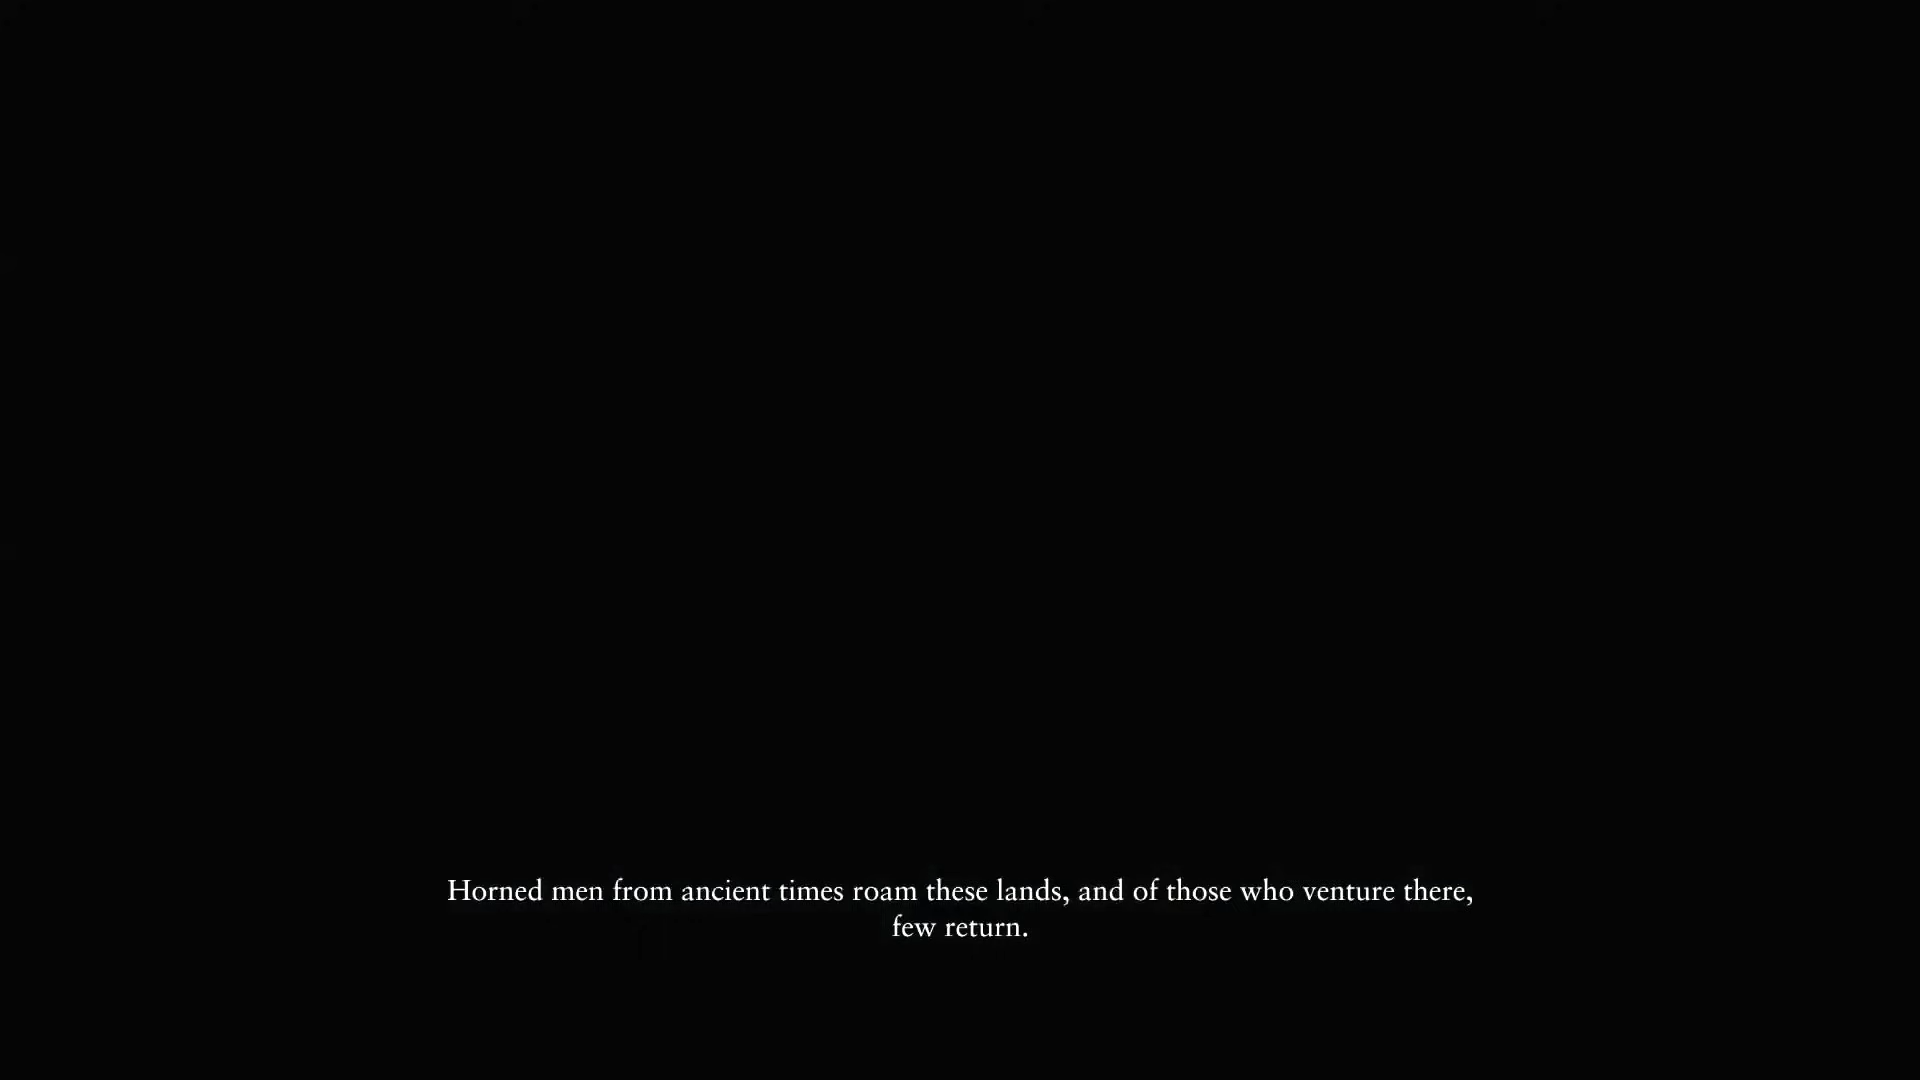 Horned men from ancient times roam these lands, and of those who venture there,
few return.